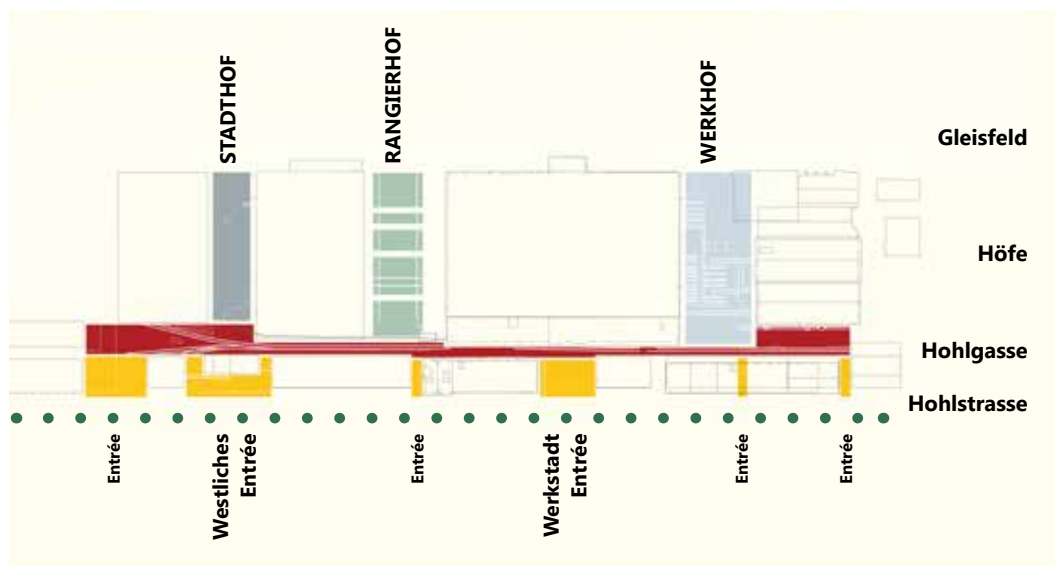 STADTHOF
RANGIERHOF
WERKHOF
Gleisfeld
Höfe
Hohlgasse
Hohlstrasse
Entrée
Westliches
Entrée
Entrée
Werkstadt
Entrée
Entrée
Entrée